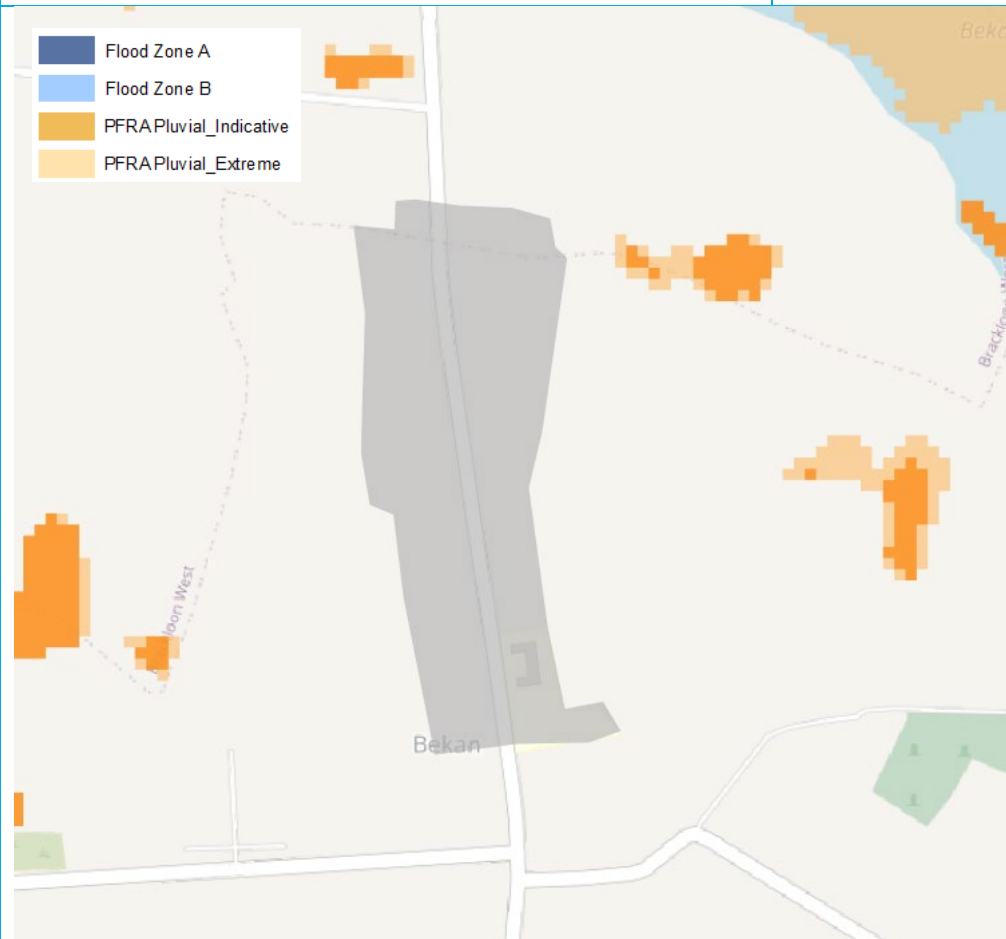 Flood Zone A
Flood Zone B
PFRA Pluvial_Indicative
PFRA Pluvial_Extreme
Bekan